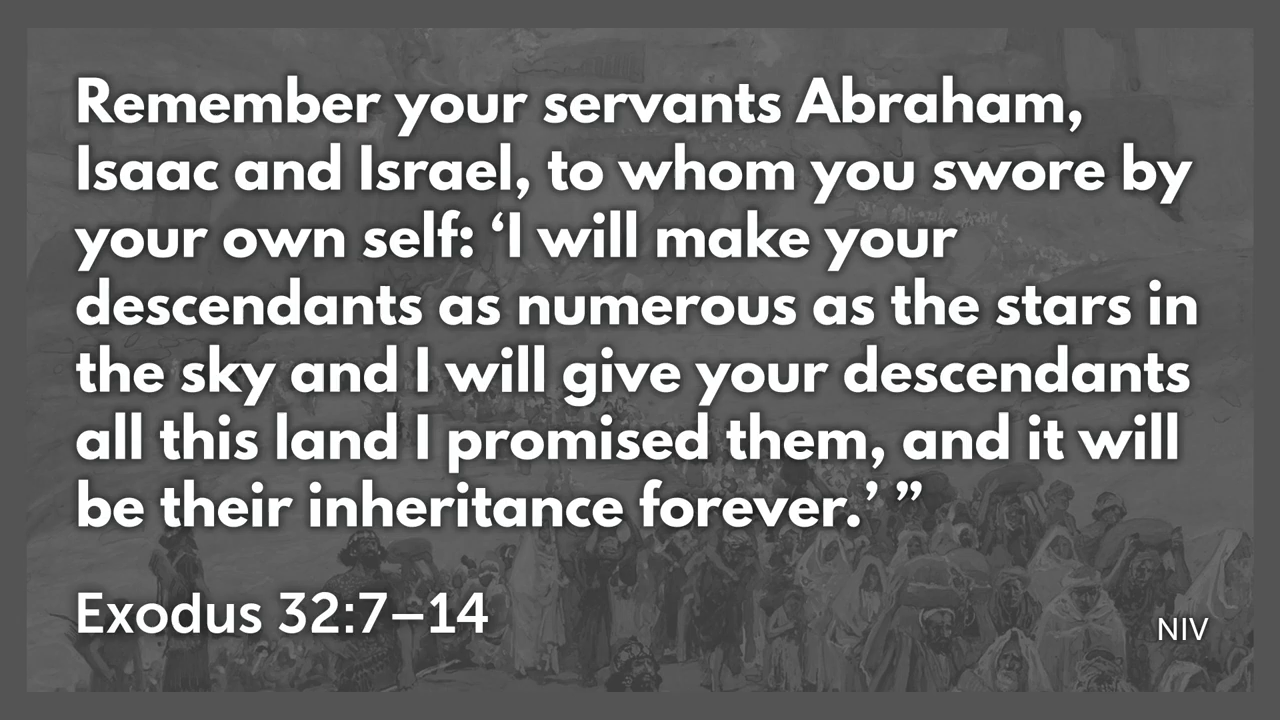 Remember your servants Abraham,
Isaac and Israel, to whom you swore by
your own self: ‘I will make your
descendants as numerous as the stars in
the sky and I will give your descendants
all this land I promised them, and it will
be their inheritance forever.’ ”
Exodus 32:7–14
NIV